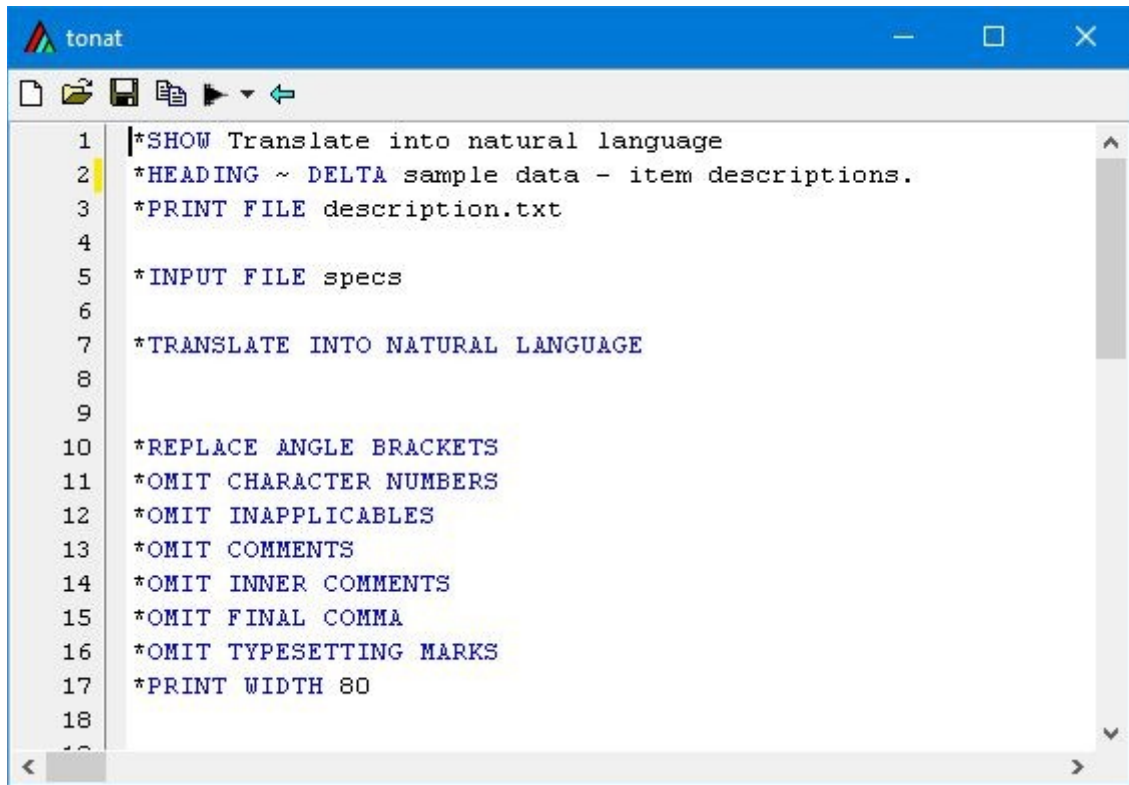 tonat
1 *SHOW Translate into natural language
2 *HEADING ~ DELTA sample data - item descriptions.
3 *PRINT FILE description.txt
4
5 *INPUT FILE specs
6
7 *TRANSLATE INTO NATURAL LANGUAGE
8
9
10 *REPLACE ANGLE BRACKETS
11 *OMIT CHARACTER NUMBERS
12 *OMIT INAPPLICABLES
13 *OMIT COMMENTS
14 *OMIT INNER COMMENTS
15 *OMIT FINAL COMMA
16 *OMIT TYPESETTING MARKS
17 *PRINT WIDTH 80
18